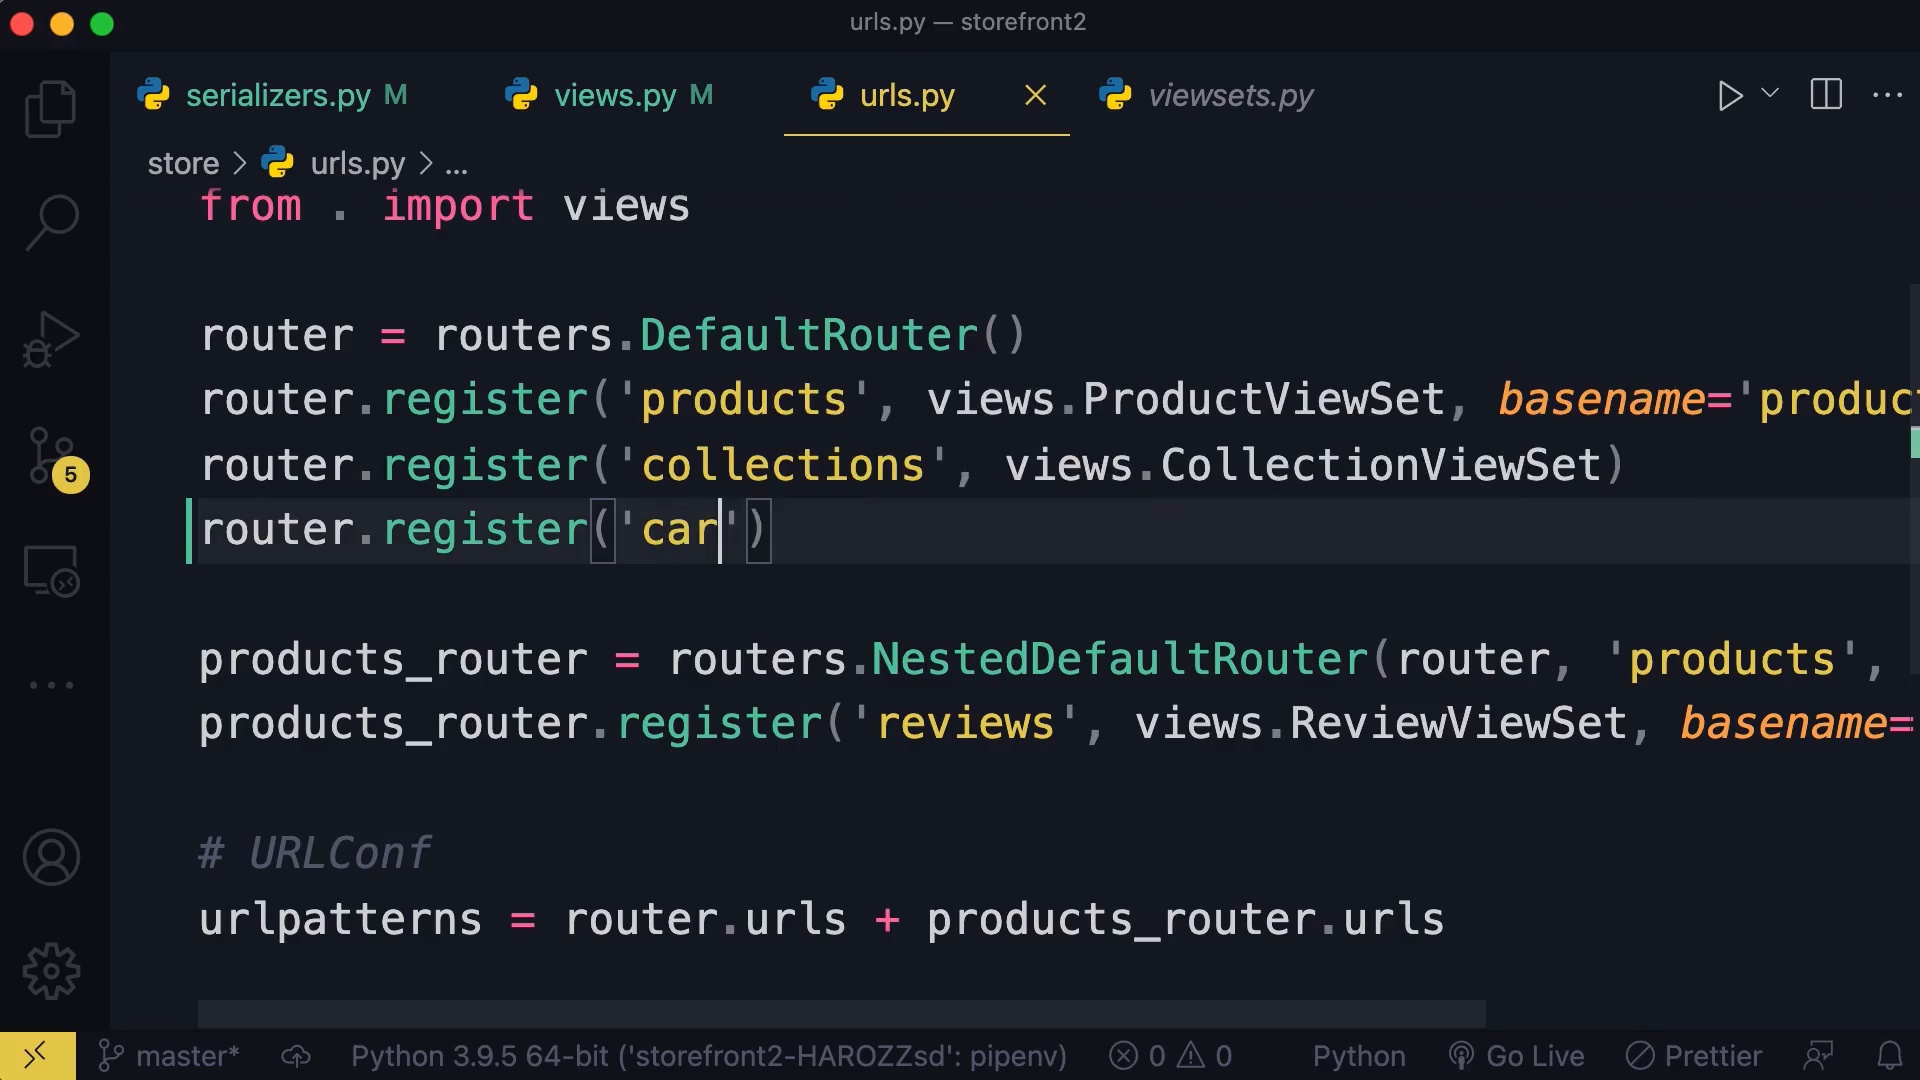 urls.py — storefront2
serializers.py M views.py M urls.py viewsets.py
store > urls.py > ...
from . import views
router = routers.DefaultRouter()
router.register('products', views.ProductViewSet, basename='produc
router.register('collections', views.CollectionViewSet)
router.register('car')
products_router = routers.NestedDefaultRouter(router, 'products',
products_router.register('reviews', views.ReviewViewSet, basename=
# URLConf
urlpatterns = router.urls + products_router.urls
5
master* Python 3.9.5 64-bit ('storefront2-HAROZZsd': pipenv) 0 0 Python Go Live Prettier